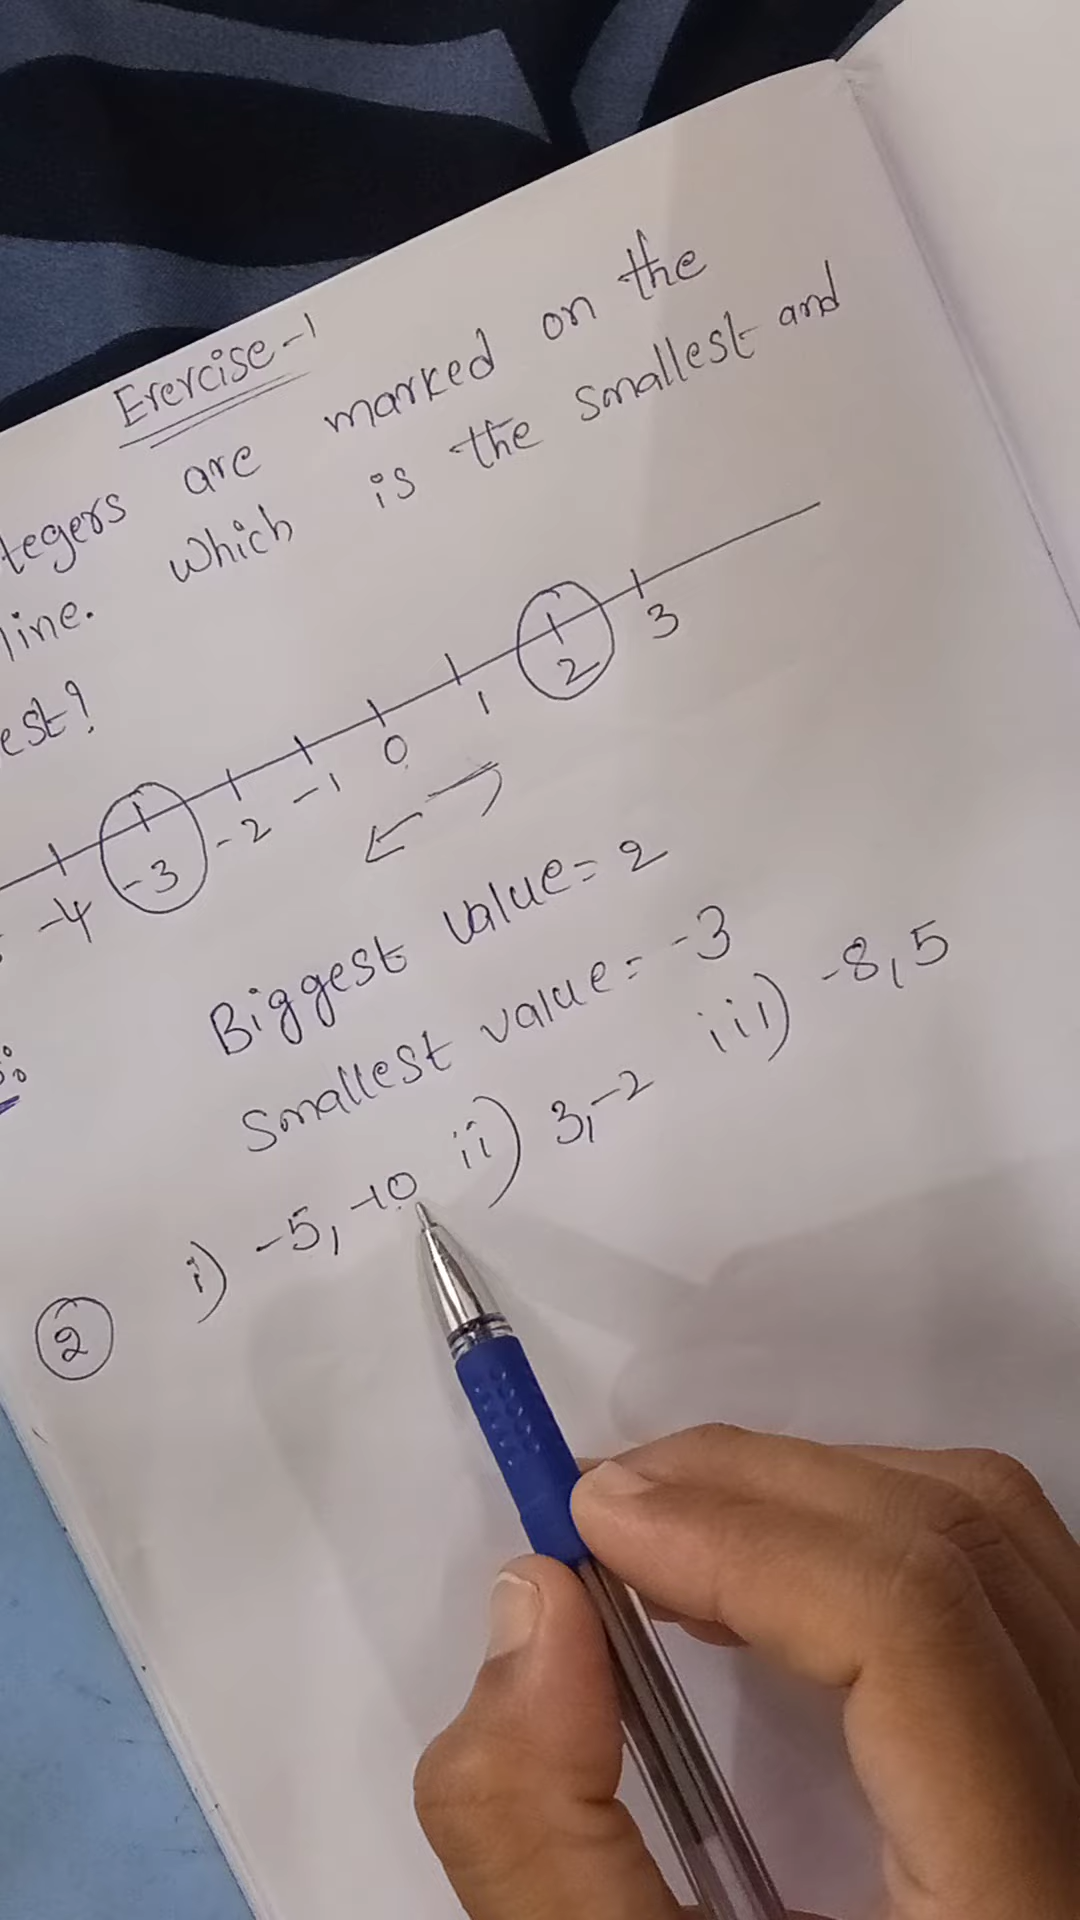 Exercise-1
tegers are marked on the
line. Which is the smallest and
est?
-4 -3 -2 -1 0 1 2 3
Biggest value= 2
Smallest value= -3
2 i) -5, -10 ii) 3,-2 iii) -8,5